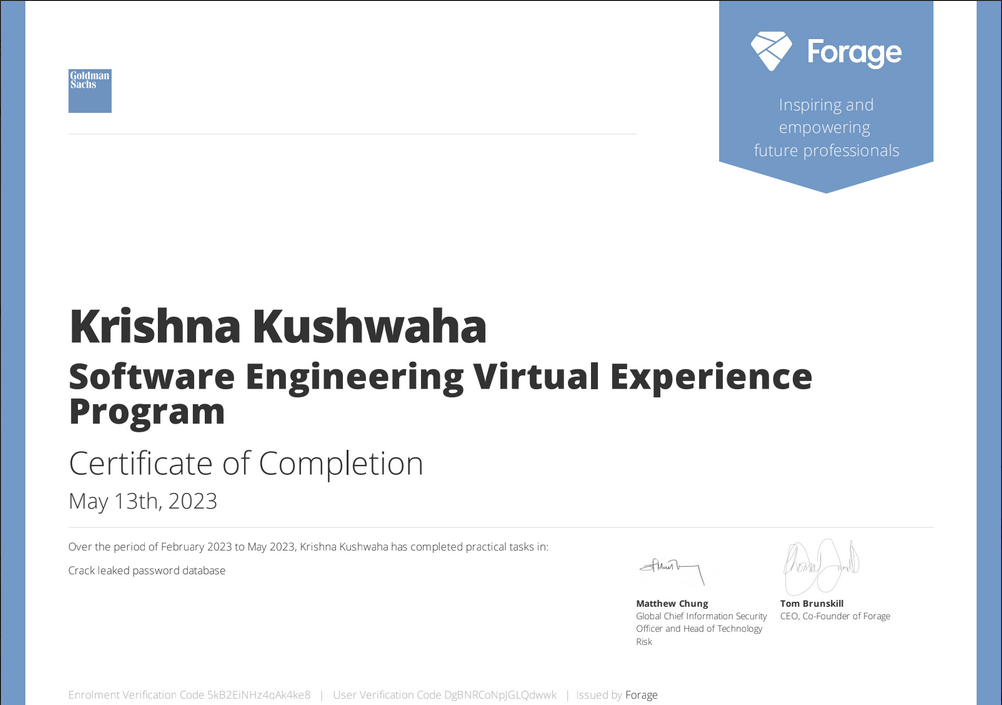 Goldman
Sachs
Forage
Inspiring and
empowering
future professionals
Krishna Kushwaha
Software Engineering Virtual Experience
Program
Certificate of Completion
May 13th, 2023
Over the period of February 2023 to May 2023, Krishna Kushwaha has completed practical tasks in:
Crack leaked password database
Matthew Chung
Global Chief Information Security
Officer and Head of Technology
Risk
Tom Brunskill
CEO, Co-Founder of Forage
Enrolment Verification Code 5kB2EiNHz4qAk4ke8 | User Verification Code DgBNRCoNpJGLQdwwk | Issued by Forage